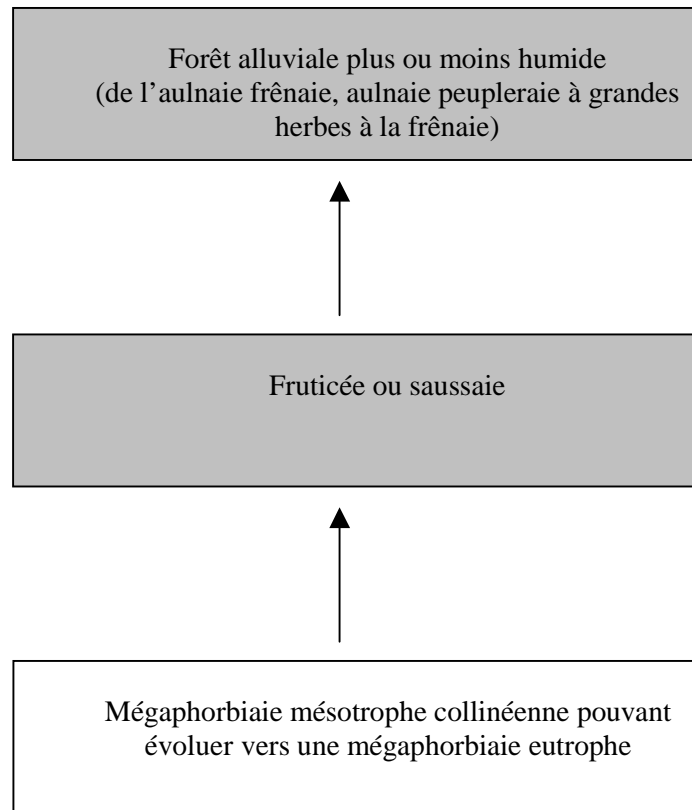 Forêt alluviale plus ou moins humide
(de l’aulnaie frênaie, aulnaie peupleraie à grandes
herbes à la frênaie)
Fruticée ou saussaie
Mégaphorbiaie mésotrophe collinéenne pouvant
évoluer vers une mégaphorbiaie eutrophe